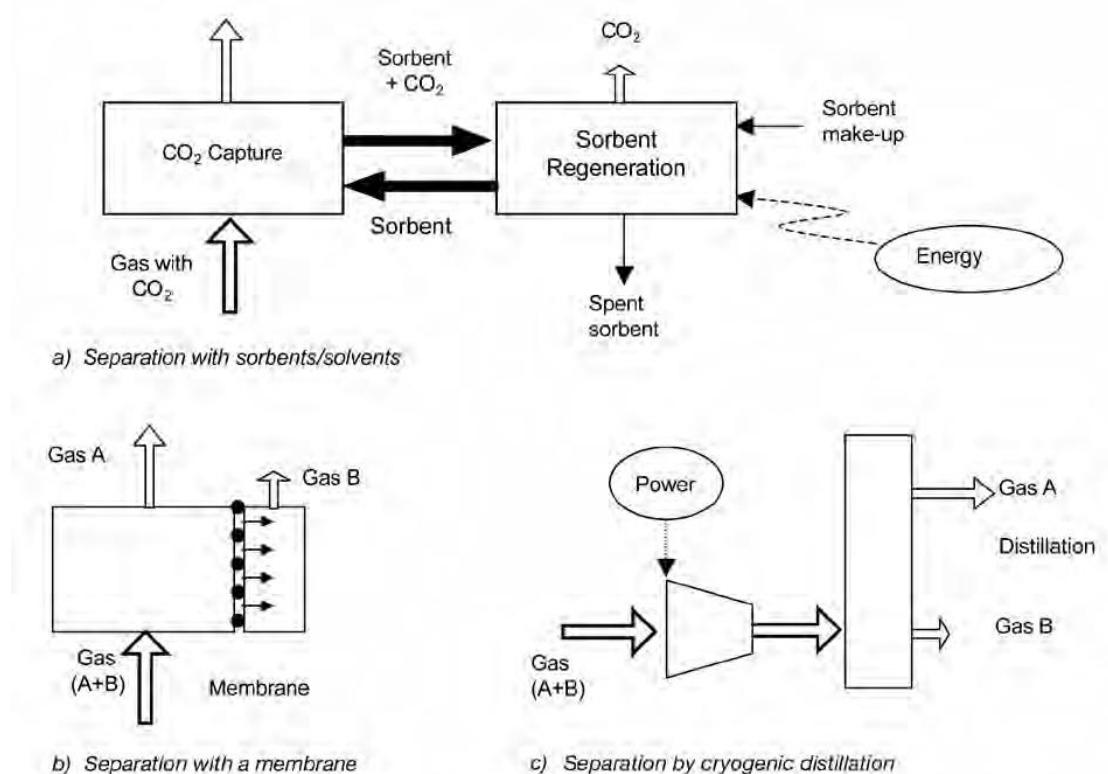 CO₂
Sorbent
+ CO₂
CO₂ Capture
Sorbent
Regeneration
Sorbent
make-up
Sorbent
Gas with
CO₂
Energy
Spent
sorbent
a) Separation with sorbents/solvents
Gas A
Gas B
Gas
(A+B)
Membrane
b) Separation with a membrane
Power
Gas A
Distillation
Gas B
Gas
(A+B)
c) Separation by cryogenic distillation